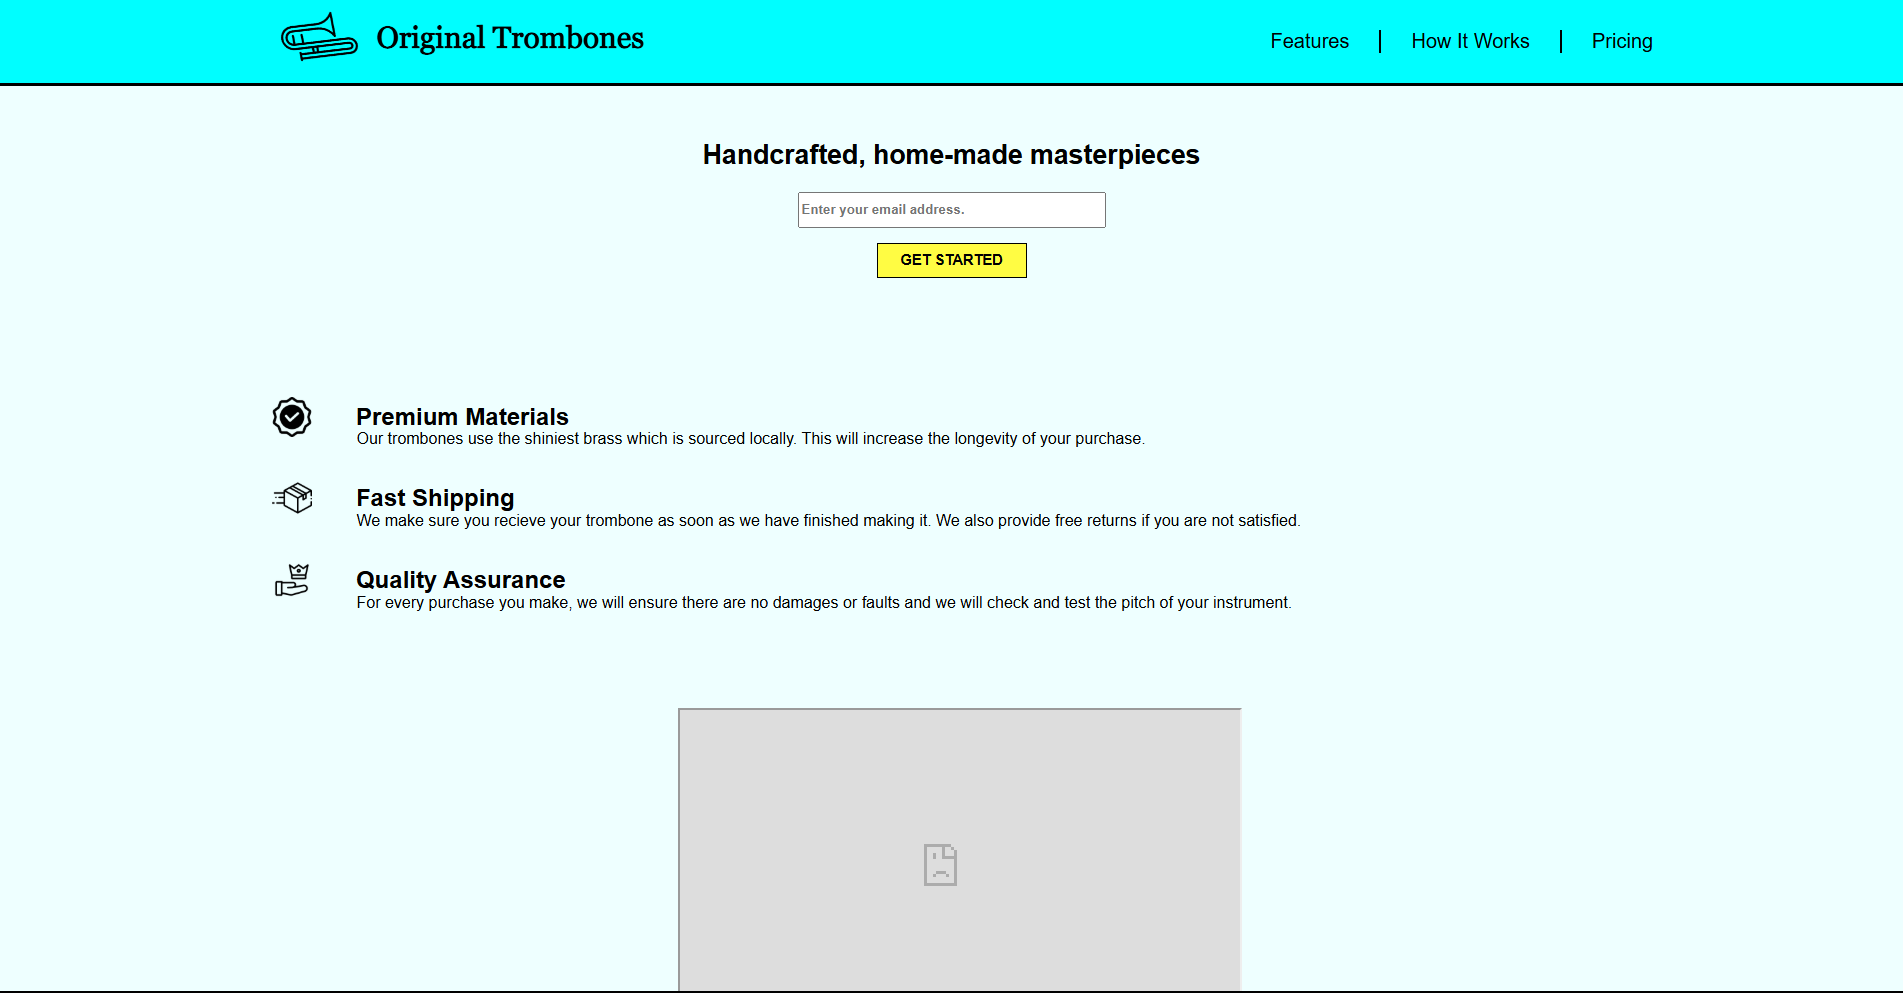 Original Trombones
Features
How It Works
Pricing
Handcrafted, home-made masterpieces
Enter your email address.
GET STARTED
Premium Materials
Our trombones use the shiniest brass which is sourced locally. This will increase the longevity of your purchase.
Fast Shipping
We make sure you recieve your trombone as soon as we have finished making it. We also provide free returns if you are not satisfied.
Quality Assurance
For every purchase you make, we will ensure there are no damages or faults and we will check and test the pitch of your instrument.